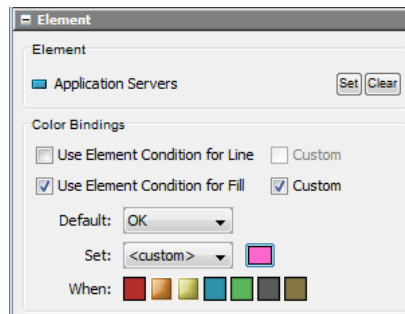 Element
Element
Application Servers Set Clear
Color Bindings
Use Element Condition for Line Custom
Use Element Condition for Fill Custom
Default: OK
Set: <custom>
When: